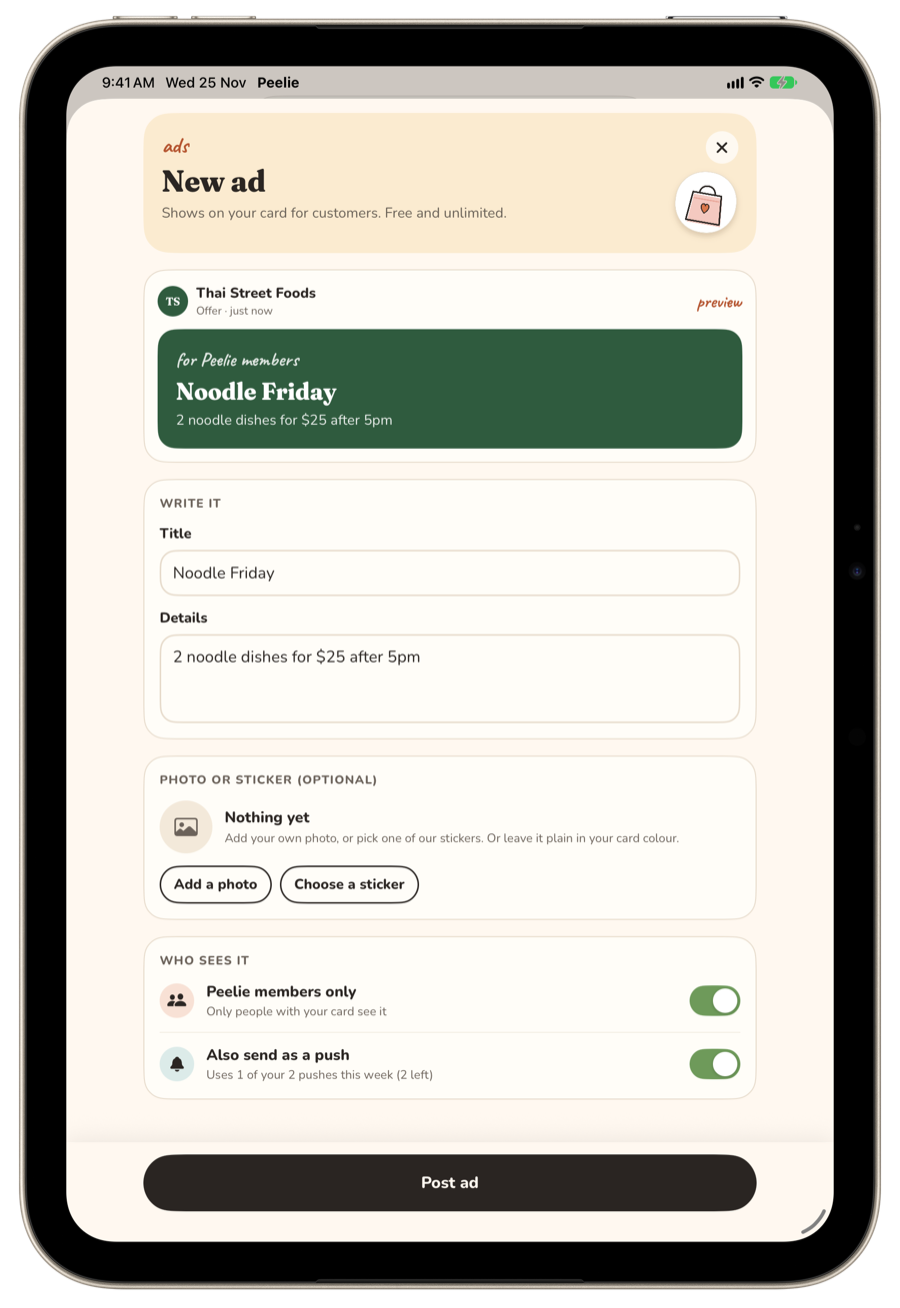 9:41 AM Wed 25 Nov Peelie
ads
New ad
Shows on your card for customers. Free and unlimited.
TS
Thai Street Foods
Offer · just now
preview
for Peelie members
Noodle Friday
2 noodle dishes for $25 after 5pm
WRITE IT
Title
Noodle Friday
Details
2 noodle dishes for $25 after 5pm
PHOTO OR STICKER (OPTIONAL)
Nothing yet
Add your own photo, or pick one of our stickers. Or leave it plain in your card colour.
Add a photo
Choose a sticker
WHO SEES IT
Peelie members only
Only people with your card see it
Also send as a push
Uses 1 of your 2 pushes this week (2 left)
Post ad